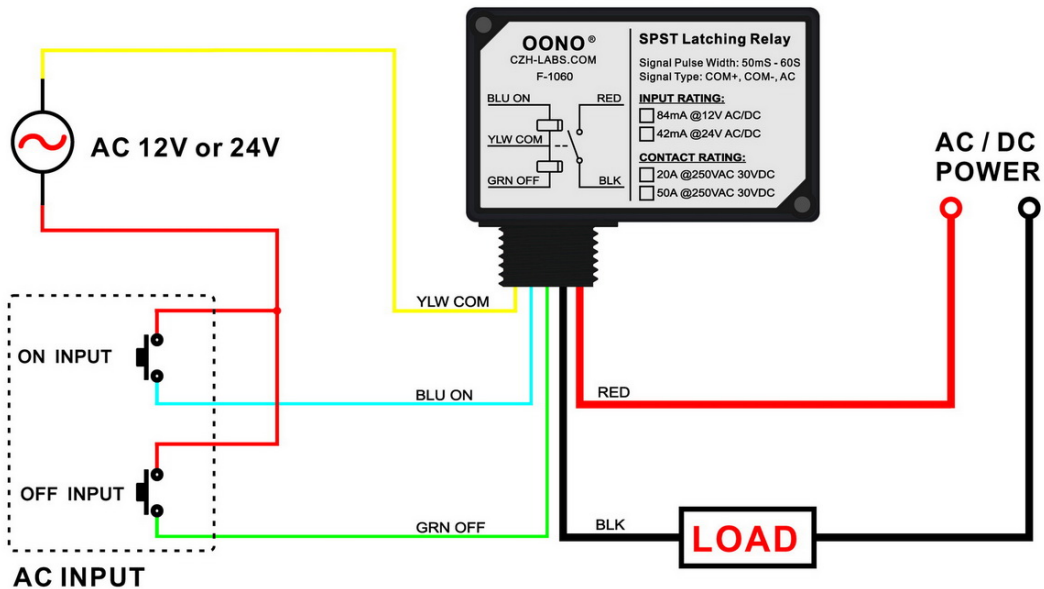 OONO®
CZH-LABS.COM
F-1060
BLU ON
RED
YLW COM
GRN OFF
BLK
SPST Latching Relay
Signal Pulse Width: 50mS - 60S
Signal Type: COM+, COM-, AC
INPUT RATING:
84mA @12V AC/DC
42mA @24V AC/DC
CONTACT RATING:
20A @250VAC 30VDC
50A @250VAC 30VDC
AC 12V or 24V
AC / DC
POWER
YLW COM
ON INPUT
BLU ON
RED
OFF INPUT
GRN OFF
BLK
LOAD
AC INPUT